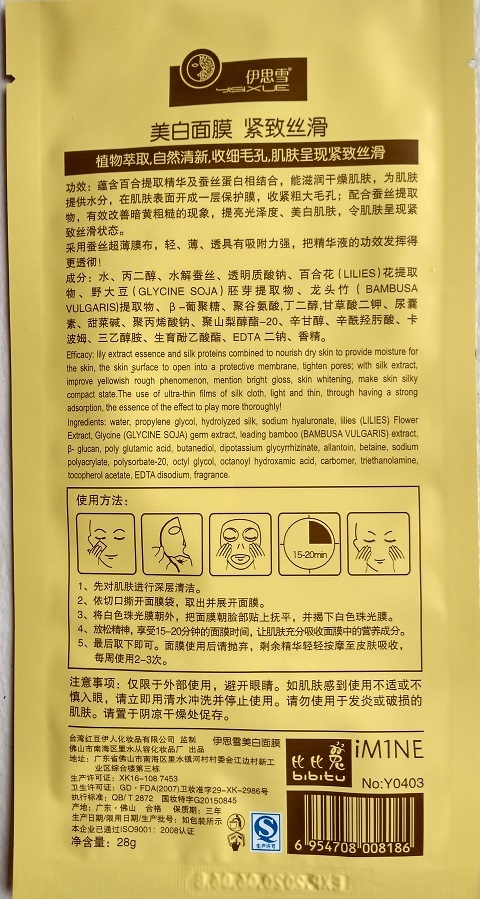 伊思雪®
YSIXUE
美白面膜 紧致丝滑
植物萃取,自然清新,收细毛孔,肌肤呈现紧致丝滑
功效：蕴含百合提取精华及蚕丝蛋白相结合，能滋润干燥肌肤，为肌肤
提供水分，在肌肤表面开成一层保护膜，收紧粗大毛孔；配合蚕丝提取
物，有效改善暗黄粗糙的现象，提亮光泽度、美白肌肤，令肌肤呈现紧
致丝滑状态。
采用蚕丝超薄膜布，轻、薄、透具有吸附力强，把精华液的功效发挥得
更透彻！
成分：水、丙二醇、水解蚕丝、透明质酸钠、百合花(LILIES)花提取
物、野大豆(GLYCINE SOJA)胚芽提取物、龙头竹(BAMBUSA
VULGARIS)提取物、β-葡聚糖、聚谷氨酸,丁二醇,甘草酸二钾、尿囊
素、甜菜碱、聚丙烯酸钠、聚山梨醇酯-20、辛甘醇、辛酰羟肟酸、卡
波姆、三乙醇胺、生育酚乙酸酯、EDTA 二钠、香精。
Efficacy: lily extract essence and silk proteins combined to nourish dry skin to provide moisture for
the skin, the skin surface to open into a protective membrane, tighten pores; with silk extract,
improve yellowish rough phenomenon, mention bright gloss, skin whitening, make skin silky
compact state.The use of ultra-thin films of silk cloth, light and thin, through having a strong
adsorption, the essence of the effect to play more thoroughly!
Ingredients: water, propylene glycol, hydrolyzed silk, sodium hyaluronate, lilies (LILIES) Flower
Extract, Glycine (GLYCINE SOJA) germ extract, leading bamboo (BAMBUSA VULGARIS) extract,
β- glucan, poly glutamic acid, butanediol, dipotassium glycyrrhizinate, allantoin, betaine, sodium
polyacrylate, polysorbate-20, octyl glycol, octanoyl hydroxamic acid, carbomer, triethanolamine,
tocopherol acetate, EDTA disodium, fragrance.
使用方法：
15-20min
1、先对肌肤进行深层清洁。
2、依切口撕开面膜袋，取出并展开面膜。
3、将白色珠光膜朝外，把面膜朝脸部贴上抚平，并揭下白色珠光膜。
4、放松精神，享受15-20分钟的面膜时间，让肌肤充分吸收面膜中的营养成分。
5、最后取下即可。面膜使用后请抛弃，剩余精华轻轻按摩至皮肤吸收，
每周使用2-3次。
注意事项：仅限于外部使用，避开眼睛。如肌肤感到使用不适或不
慎入眼，请立即用清水冲洗并停止使用。请勿使用于发炎或破损的
肌肤。请置于阴凉干燥处促存。
台湾红豆伊人化妆品有限公司 监制 伊思雪美白面膜
佛山市南海区里水从容化妆品厂 出品
地址：广东省佛山市南海区里水镇河村村委会江边村新工
业区综合楼第三栋
生产许可证：XK16-108 7453
卫生许可证：GD·FDA(2007)卫妆准字29-XK-2986号
执行标准：QB/T 2872 国妆特字G20150845
产地：广东·佛山 合格 保质期：三年
生产日期/限用日期/生产批号：如包装所示
本企业已通过ISO9001：2008认证
净含量：28g
QS
生产许可
比比兔
bibitu
iM1NE
No:Y0403
6 954708 008186